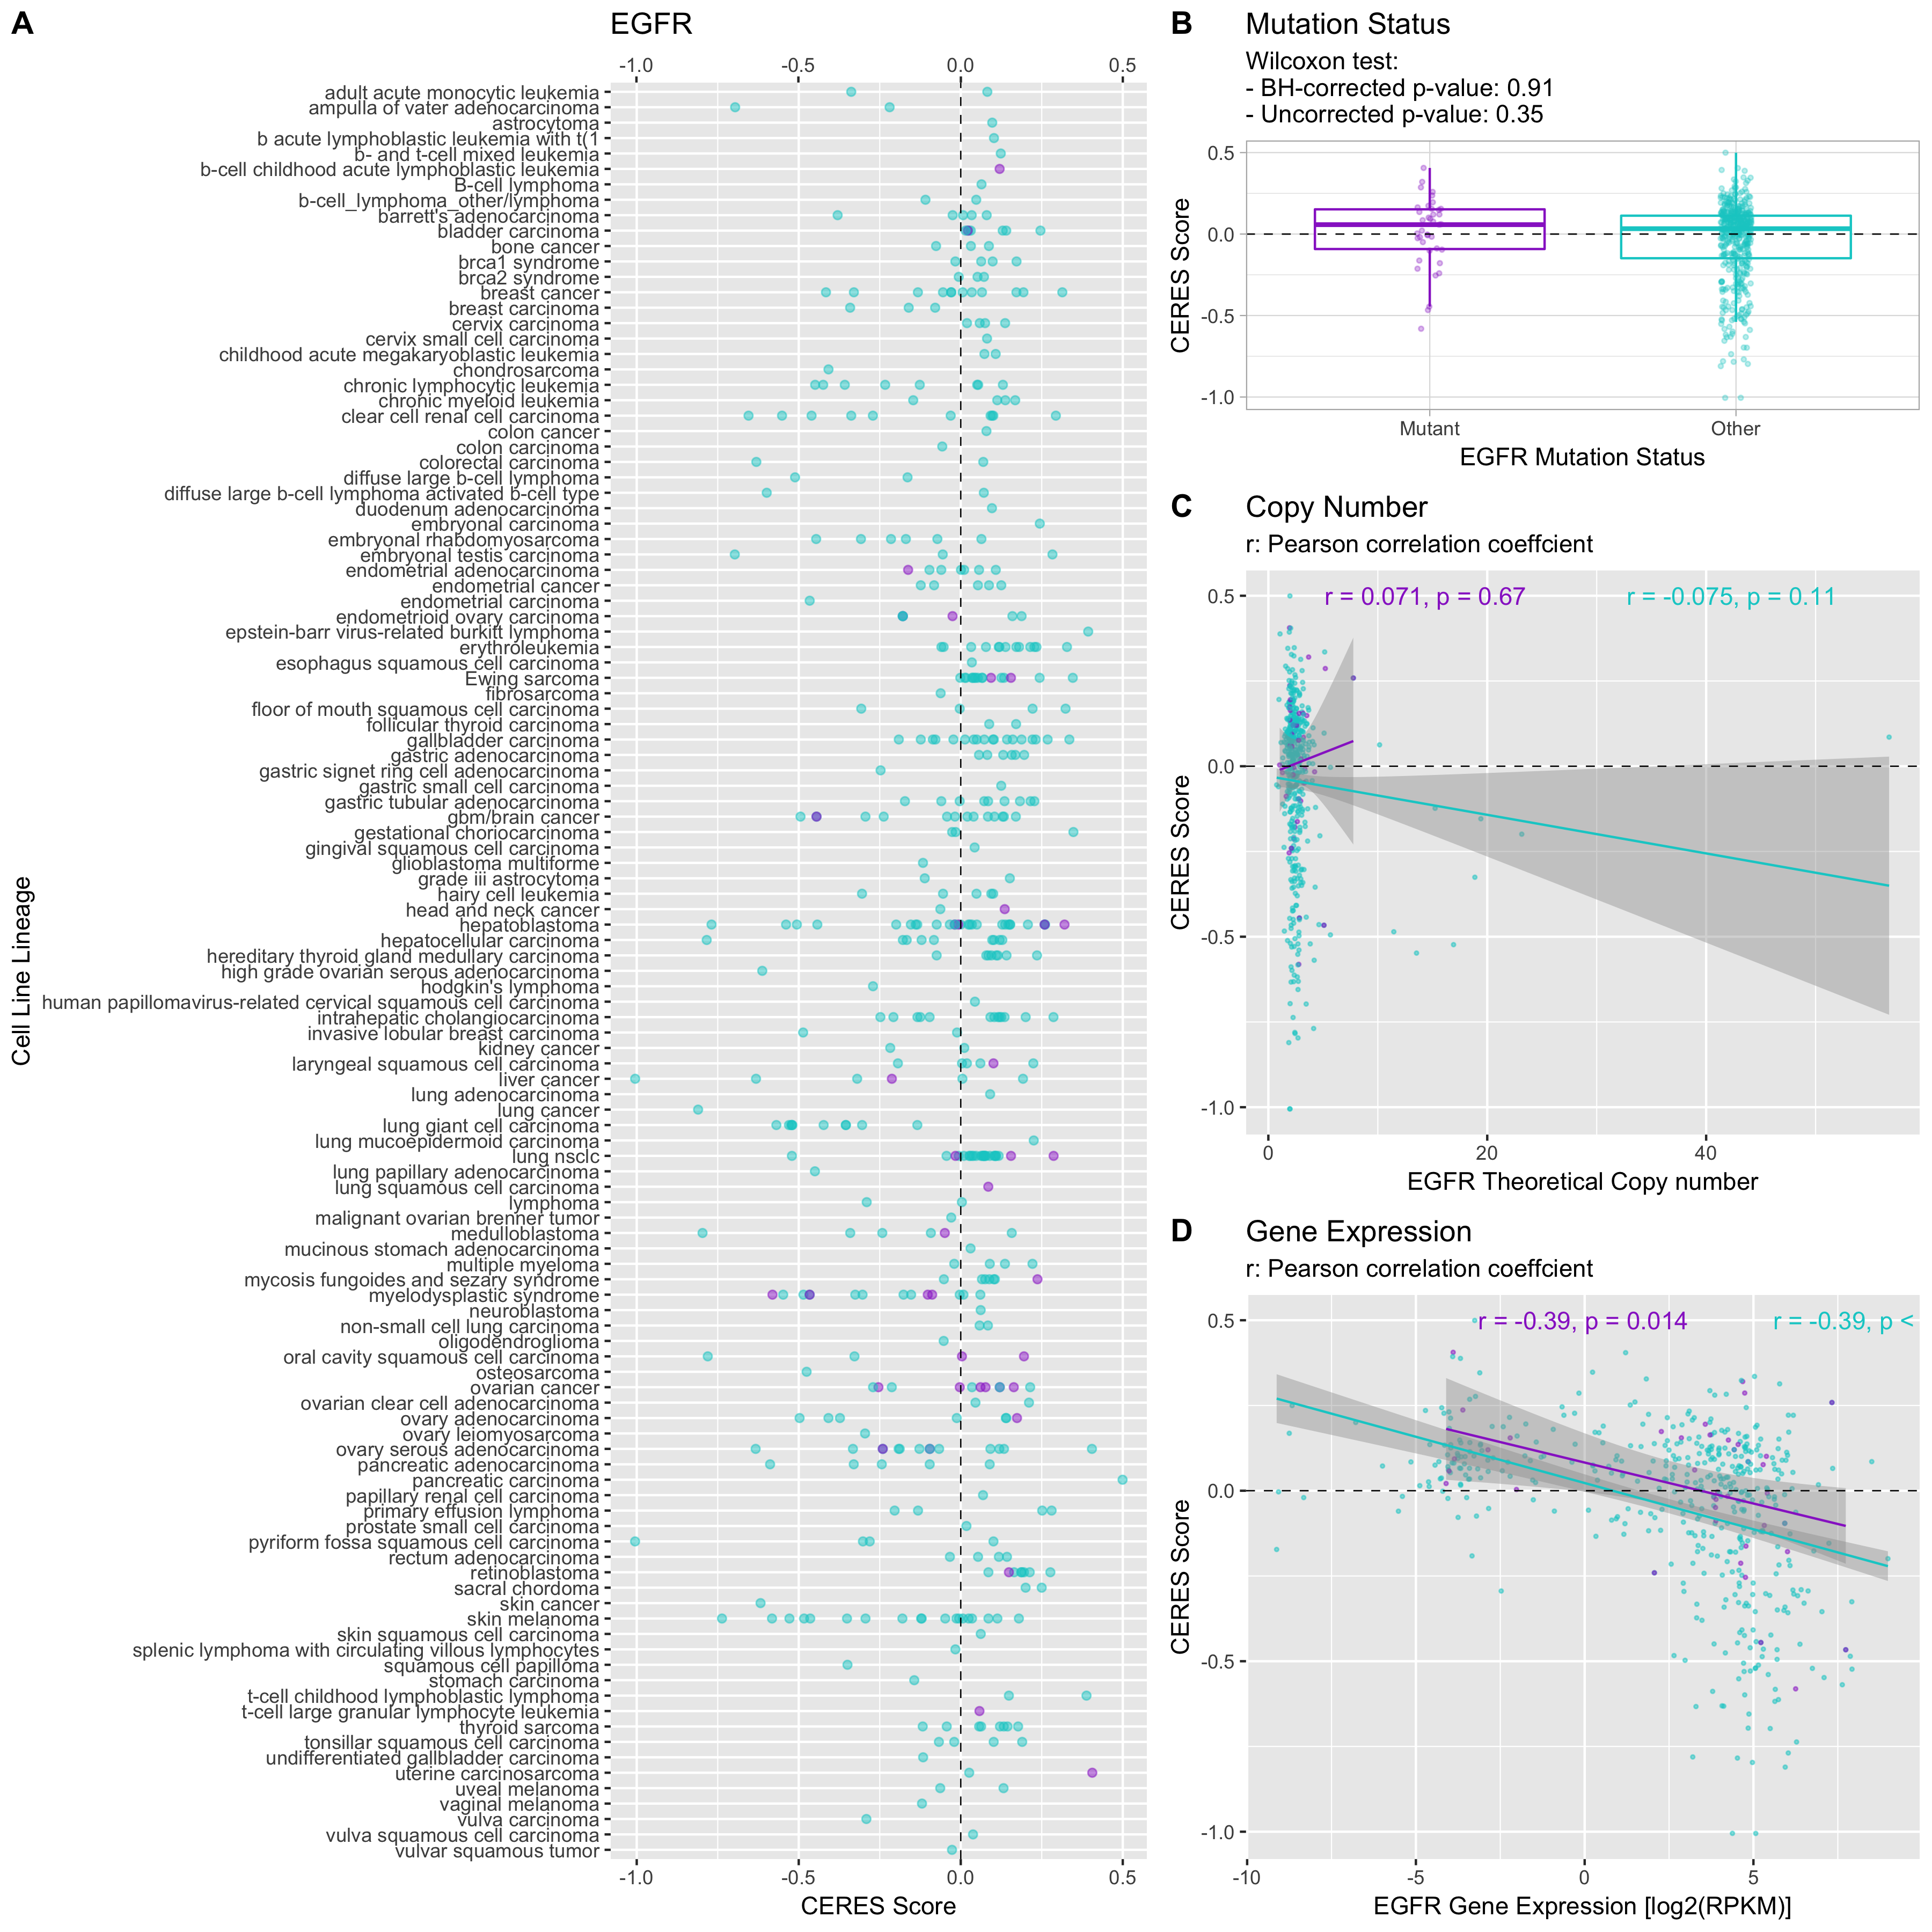 A
EGFR
-1.0
-0.5
0.0
0.5
adult acute monocytic leukemia
ampulla of vater adenocarcinoma
astrocytoma
b acute lymphoblastic leukemia with t(1
b- and t-cell mixed leukemia
b-cell childhood acute lymphoblastic leukemia
B-cell lymphoma
b-cell_lymphoma_other/lymphoma
barrett's adenocarcinoma
bladder carcinoma
bone cancer
brca1 syndrome
brca2 syndrome
breast cancer
breast carcinoma
cervix carcinoma
cervix small cell carcinoma
childhood acute megakaryoblastic leukemia
chondrosarcoma
chronic lymphocytic leukemia
chronic myeloid leukemia
clear cell renal cell carcinoma
colon cancer
colon carcinoma
colorectal carcinoma
diffuse large b-cell lymphoma
diffuse large b-cell lymphoma activated b-cell type
duodenum adenocarcinoma
embryonal carcinoma
embryonal rhabdomyosarcoma
embryonal testis carcinoma
endometrial adenocarcinoma
endometrial cancer
endometrial carcinoma
endometrioid ovary carcinoma
epstein-barr virus-related burkitt lymphoma
erythroleukemia
esophagus squamous cell carcinoma
Ewing sarcoma
fibrosarcoma
floor of mouth squamous cell carcinoma
follicular thyroid carcinoma
gallbladder carcinoma
gastric adenocarcinoma
gastric signet ring cell adenocarcinoma
gastric small cell carcinoma
gastric tubular adenocarcinoma
gbm/brain cancer
gestational choriocarcinoma
gingival squamous cell carcinoma
glioblastoma multiforme
grade iii astrocytoma
hairy cell leukemia
head and neck cancer
hepatoblastoma
hepatocellular carcinoma
hereditary thyroid gland medullary carcinoma
high grade ovarian serous adenocarcinoma
hodgkin's lymphoma
human papillomavirus-related cervical squamous cell carcinoma
intrahepatic cholangiocarcinoma
invasive lobular breast carcinoma
kidney cancer
laryngeal squamous cell carcinoma
liver cancer
lung adenocarcinoma
lung cancer
lung giant cell carcinoma
lung mucoepidermoid carcinoma
lung nsclc
lung papillary adenocarcinoma
lung squamous cell carcinoma
lymphoma
malignant ovarian brenner tumor
medulloblastoma
mucinous stomach adenocarcinoma
multiple myeloma
mycosis fungoides and sezary syndrome
myelodysplastic syndrome
neuroblastoma
non-small cell lung carcinoma
oligodendroglioma
oral cavity squamous cell carcinoma
osteosarcoma
ovarian cancer
ovarian clear cell adenocarcinoma
ovary adenocarcinoma
ovary leiomyosarcoma
ovary serous adenocarcinoma
pancreatic adenocarcinoma
pancreatic carcinoma
papillary renal cell carcinoma
primary effusion lymphoma
prostate small cell carcinoma
pyriform fossa squamous cell carcinoma
rectum adenocarcinoma
retinoblastoma
sacral chordoma
skin cancer
skin melanoma
skin squamous cell carcinoma
splenic lymphoma with circulating villous lymphocytes
squamous cell papilloma
stomach carcinoma
t-cell childhood lymphoblastic lymphoma
t-cell large granular lymphocyte leukemia
thyroid sarcoma
tonsillar squamous cell carcinoma
undifferentiated gallbladder carcinoma
uterine carcinosarcoma
uveal melanoma
vaginal melanoma
vulva carcinoma
vulva squamous cell carcinoma
vulvar squamous tumor
-1.0
-0.5
0.0
0.5
CERES Score
Cell Line Lineage
B
Mutation Status
Wilcoxon test:
- BH-corrected p-value: 0.91
- Uncorrected p-value: 0.35
0.5
0.0
-0.5
-1.0
CERES Score
Mutant
Other
EGFR Mutation Status
C
Copy Number
r: Pearson correlation coeffcient
r = 0.071, p = 0.67
r = -0.075, p = 0.11
0.5
0.0
-0.5
-1.0
CERES Score
0
20
40
EGFR Theoretical Copy number
D
Gene Expression
r: Pearson correlation coeffcient
r = -0.39, p = 0.014
r = -0.39, p <
0.5
0.0
-0.5
-1.0
CERES Score
-10
-5
0
5
EGFR Gene Expression [log2(RPKM)]